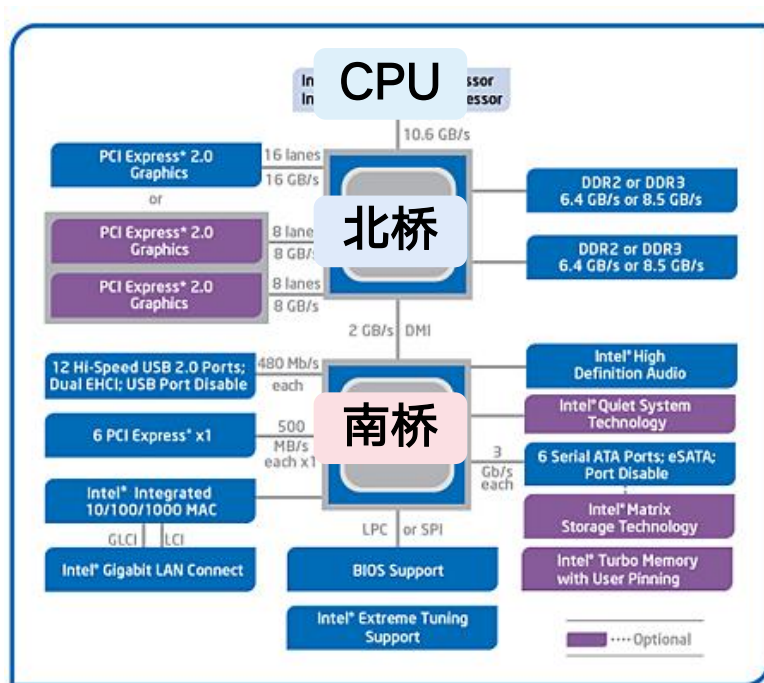 CPU
In
ssor
In
essor
10.6 GB/s
PCI Express* 2.0
Graphics
16 lanes
16 GB/s
or
PCI Express* 2.0
Graphics
8 lane
8 GB/s
PCI Express* 2.0
Graphics
8 lanes
8 GB/s
北桥
DDR2 or DDR3
6.4 GB/s or 8.5 GB/s
DDR2 or DDR3
6.4 GB/s or 8.5 GB/s
2 GB/s DMI
12 Hi-Speed USB 2.0 Ports;
Dual EHCI; USB Port Disable
480 Mb/s
each
6 PCI Express* x1
500
MB/s
each x1
Intel® Integrated
10/100/1000 MAC
GLCI LCI
Intel® Gigabit LAN Connect
南桥
Intel® High
Definition Audio
Intel® Quiet System
Technology
3
Gb/s
each
6 Serial ATA Ports; eSATA;
Port Disable
Intel® Matrix
Storage Technology
Intel® Turbo Memory
with User Pinning
LPC or SPI
BIOS Support
Intel® Extreme Tuning
Support
Optional